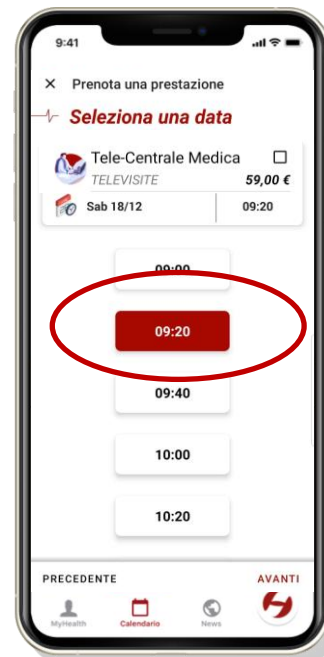 9:41
× Prenota una prestazione
Seleziona una data
Tele-Centrale Medica
TELEVISITE 59,00 €
Sab 18/12 09:20
09:00
09:20
09:40
10:00
10:20
PRECEDENTE AVANTI
MyHealth Calendario News